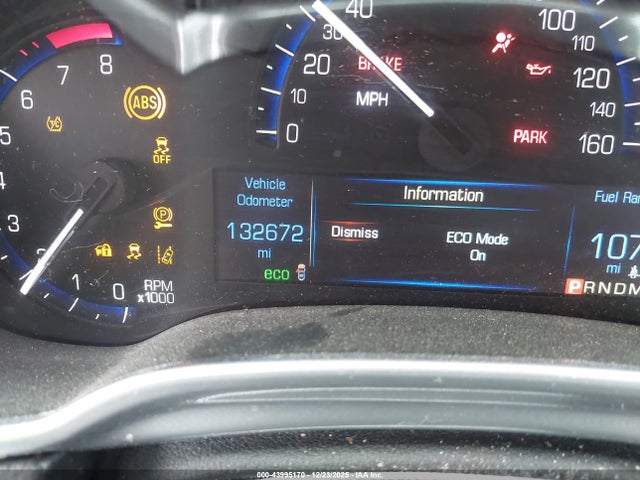 40
100
30
110
8
BRAKE
7
20
120
6
ABS
10
MPH
140
5
PARK
0
160
OFF
4
Vehicle
Odometer
Information
Fuel Ran
3
132672
mi
Dismiss
ECO Mode
On
107
mi
eco
1
0
RPM
x1000
PRNDM
000-43995170 - 12/23/2025 - IAA Inc.